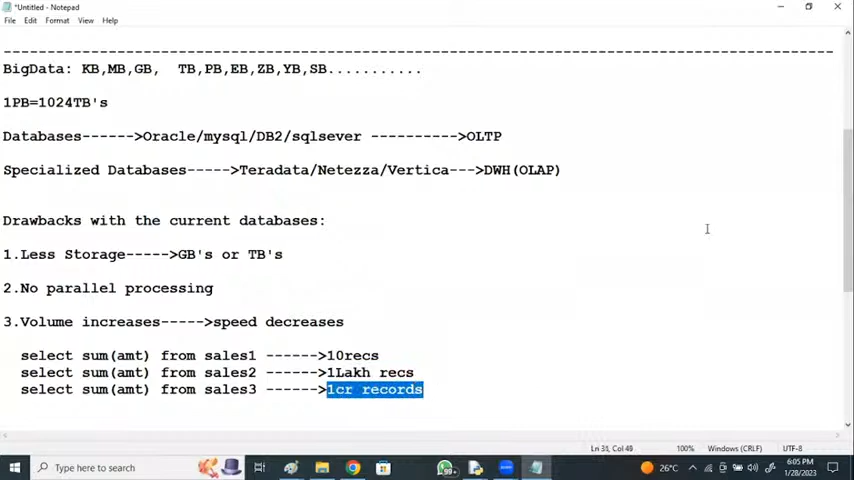 *Untitled - Notepad
File Edit Format View Help
BigData: KB,MB,GB, TB,PB,EB,ZB,YB,SB...........
1PB=1024TB's
Databases------>Oracle/mysql/DB2/sqlsever ---------->OLTP
Specialized Databases----->Teradata/Netezza/Vertica--->DWH(OLAP)
Drawbacks with the current databases:
1.Less Storage----->GB's or TB's
2.No parallel processing
3.Volume increases----->speed decreases
select sum(amt) from sales1 ------>10recs
select sum(amt) from sales2 ------>1Lakh recs
select sum(amt) from sales3 ------>1cr records
Ln 31, Col 49 100% Windows (CRLF) UTF-8
Type here to search 99+ 26°C 6:05 PM
1/28/2023